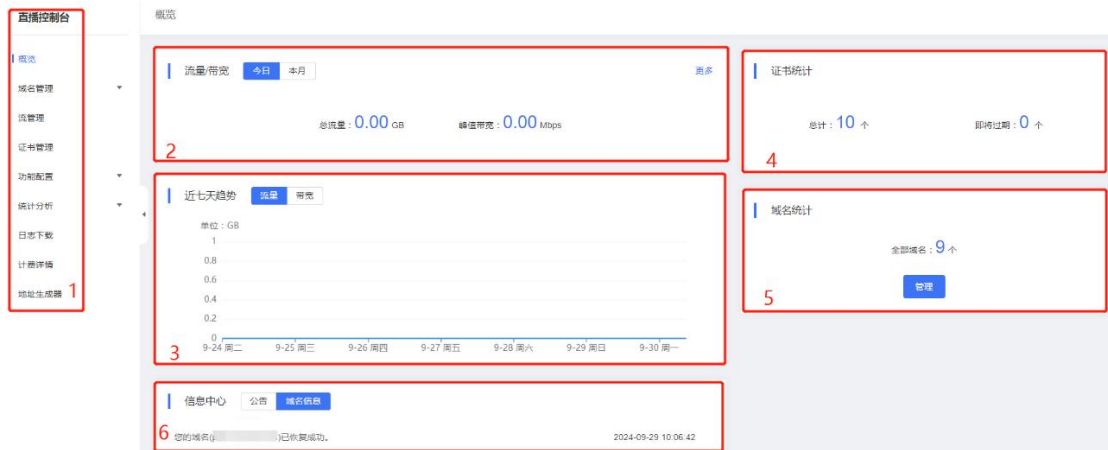 直播控制台
概览
概览
域名管理
流管理
证书管理
功能配置
统计分析
日志下载
计费详情
地址生成器
1
流量/带宽 今日 本月 更多
总流量：0.00 GB 峰值带宽：0.00 Mbps
2
近七天趋势 流量 带宽
单位：GB
1
0.8
0.6
0.4
0.2
0
9-24 周二 9-25 周三 9-26 周四 9-27 周五 9-28 周六 9-29 周日 9-30 周一
3
证书统计
总计：10 个 即将过期：0 个
4
域名统计
全部域名：9 个
管理
5
信息中心 公告 域名信息
6 您的域名( )已恢复成功。 2024-09-29 10:06:42